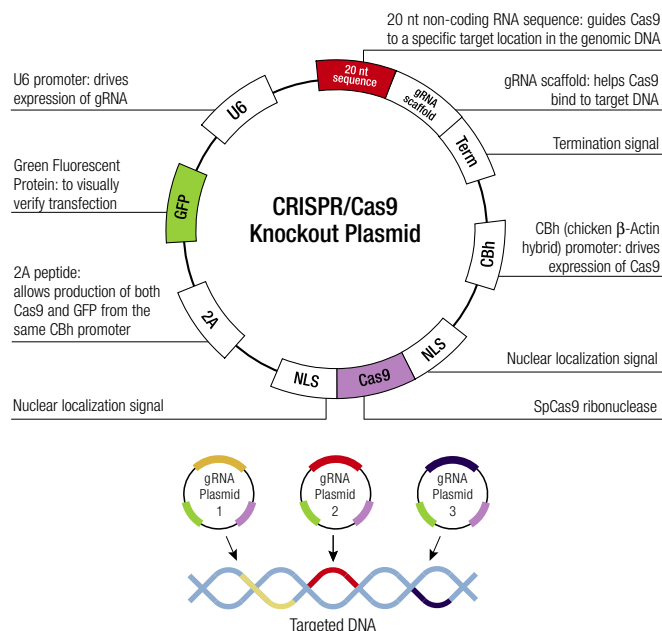 20 nt non-coding RNA sequence: guides Cas9
to a specific target location in the genomic DNA
U6 promoter: drives
expression of gRNA
gRNA scaffold: helps Cas9
bind to target DNA
Termination signal
Green Fluorescent
Protein: to visually
verify transfection
CBh (chicken β-Actin
hybrid) promoter: drives
expression of Cas9
2A peptide:
allows production of both
Cas9 and GFP from the
same CBh promoter
Nuclear localization signal
Nuclear localization signal
SpCas9 ribonuclease
20 nt
sequence
gRNA
scaffold
Term
CBh
NLS
Cas9
NLS
2A
GFP
U6
CRISPR/Cas9
Knockout Plasmid
gRNA
Plasmid
1
gRNA
Plasmid
2
gRNA
Plasmid
3
Targeted DNA